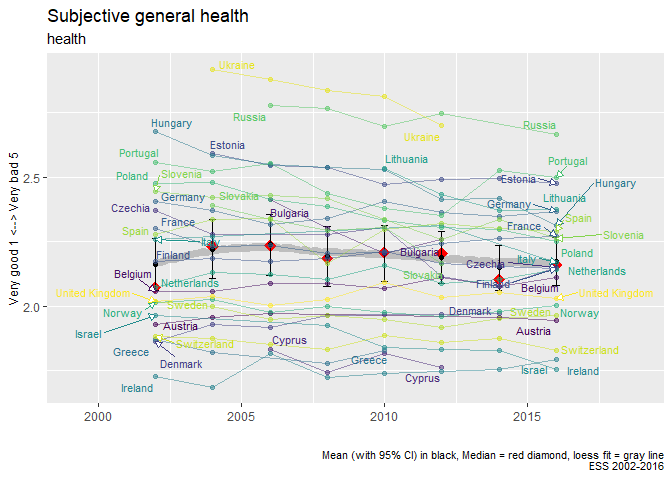 Subjective general health
health
Very good 1 <--> Very bad 5
2.5
2.0
Ukraine
Russia
Hungary
Estonia
Portugal
Poland
Slovenia
Germany
Slovakia
Czechia
France
Spain
Italy
Finland
Belgium
Netherlands
United Kingdom
Norway
Sweden
Israel
Austria
Switzerland
Greece
Denmark
Ireland
Bulgaria
Cyprus
Ukraine
Russia
Lithuania
Portugal
Estonia
Hungary
Germany
Lithuania
France
Spain
Slovenia
Bulgaria
Czechia
Italy
Poland
Slovakia
Finland
Netherlands
Belgium
United Kingdom
Denmark
Sweden
Norway
Austria
Greece
Switzerland
Cyprus
Israel
Ireland
2000
2005
2010
2015
Mean (with 95% CI) in black, Median = red diamond, loess fit = gray line
ESS 2002-2016